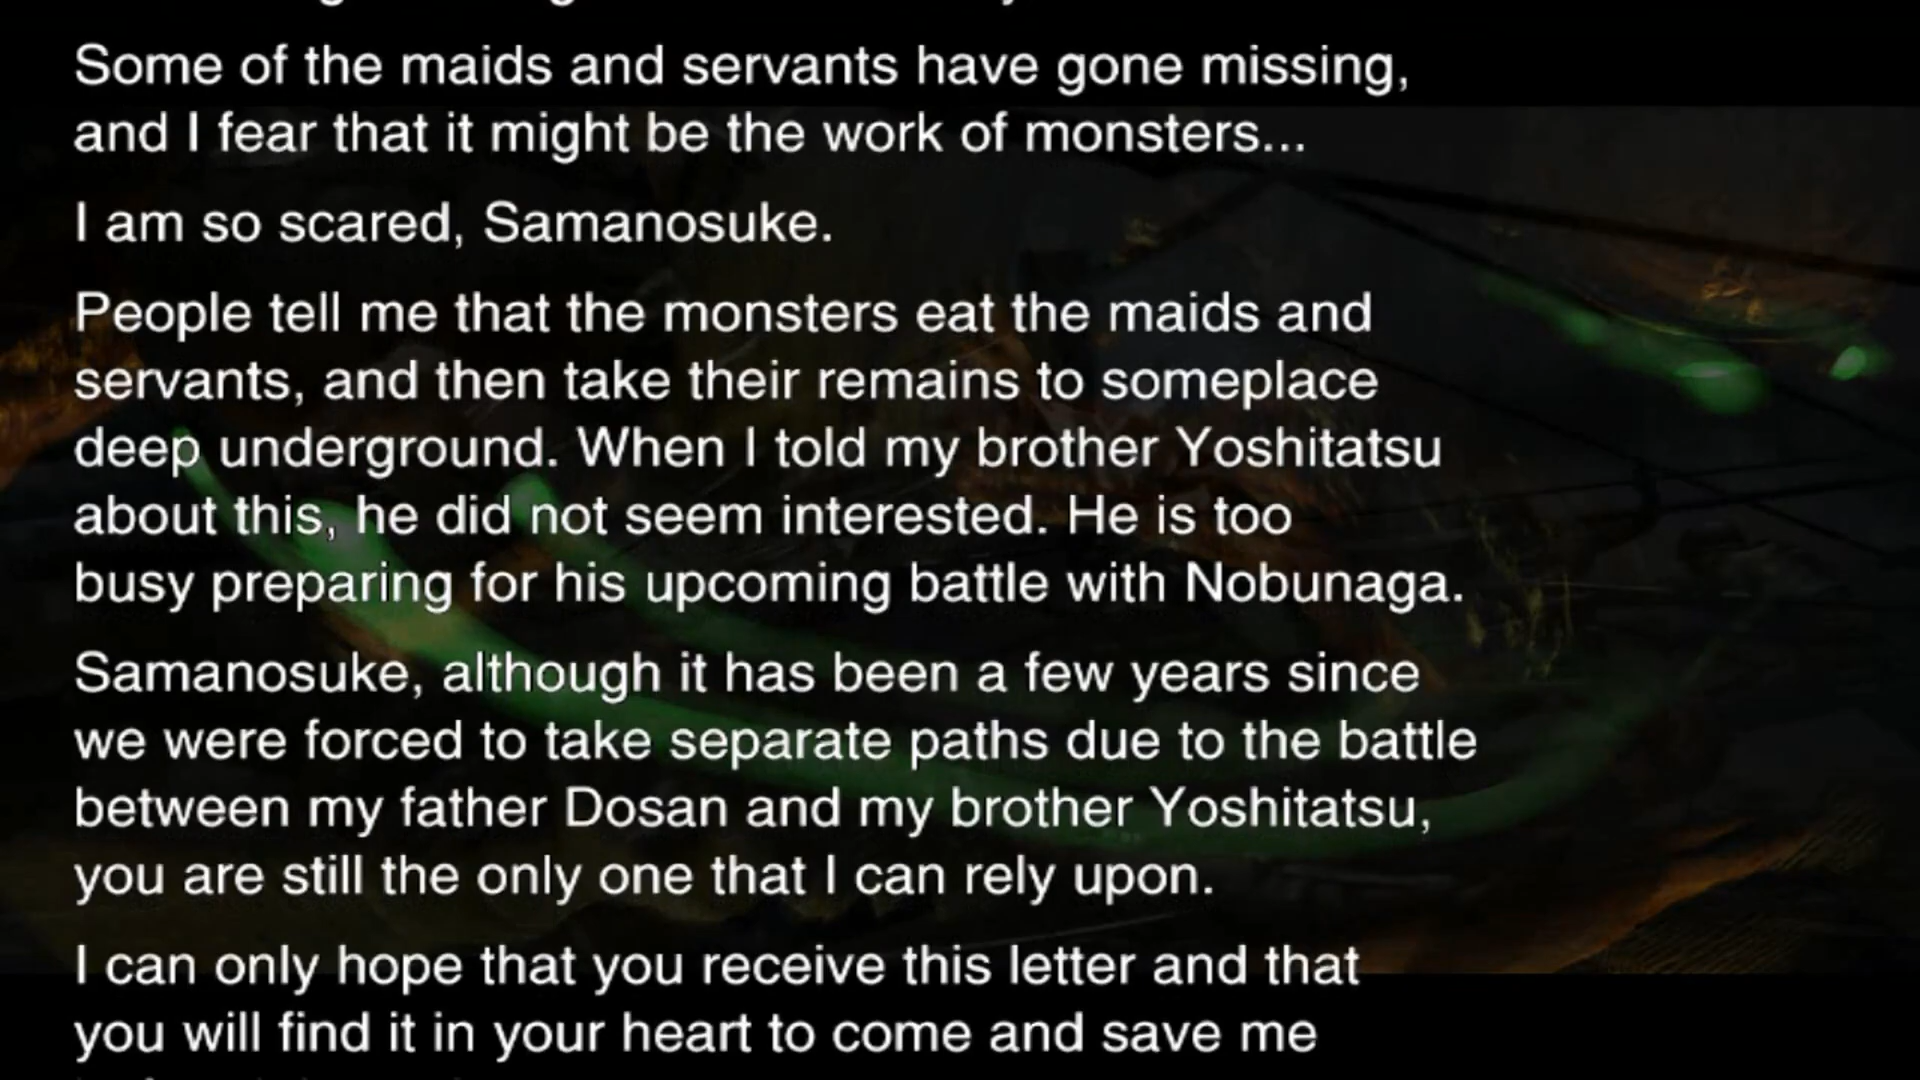 Some of the maids and servants have gone missing,
and I fear that it might be the work of monsters...
I am so scared, Samanosuke.
People tell me that the monsters eat the maids and
servants, and then take their remains to someplace
deep underground. When I told my brother Yoshitatsu
about this, he did not seem interested. He is too
busy preparing for his upcoming battle with Nobunaga.
Samanosuke, although it has been a few years since
we were forced to take separate paths due to the battle
between my father Dosan and my brother Yoshitatsu,
you are still the only one that I can rely upon.
I can only hope that you receive this letter and that
you will find it in your heart to come and save me